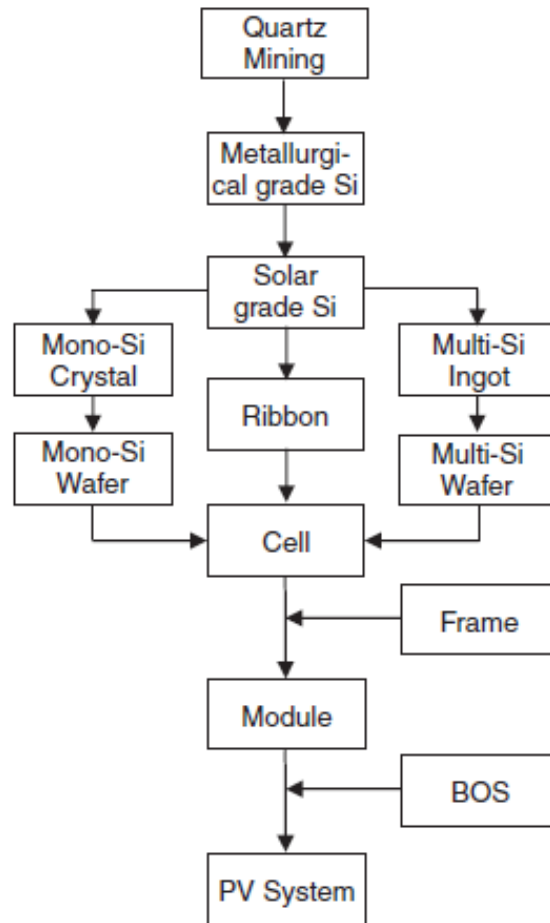 Quartz
Mining
Metallurgi-
cal grade Si
Solar
grade Si
Mono-Si
Crystal
Ribbon
Multi-Si
Ingot
Mono-Si
Wafer
Multi-Si
Wafer
Cell
Frame
Module
BOS
PV System